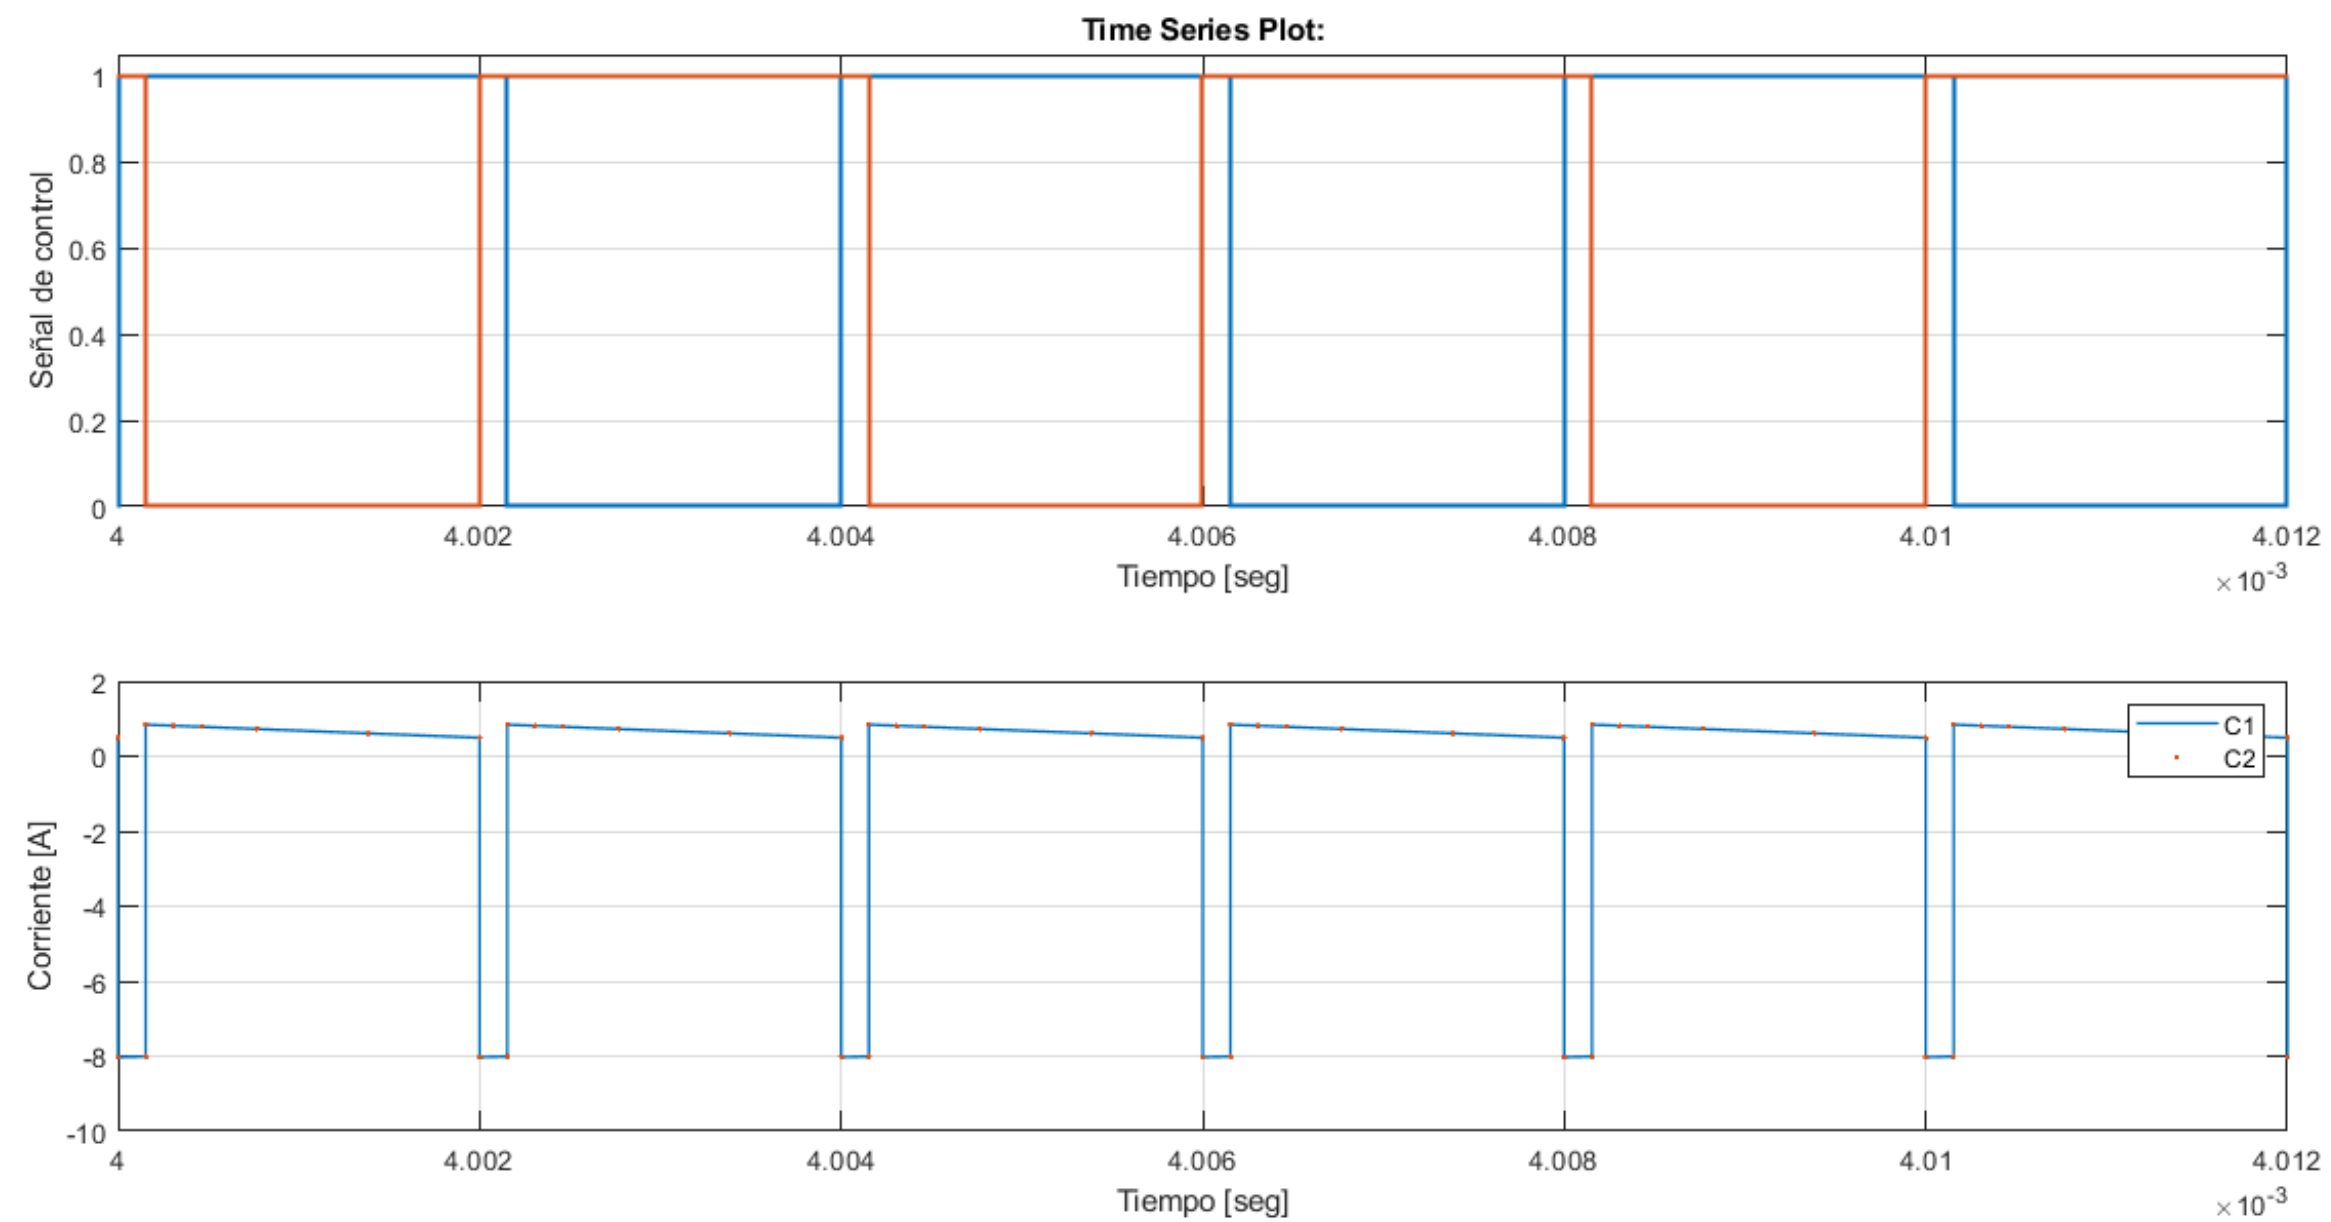 Time Series Plot:
1
0.8
0.6
0.4
0.2
0
Señal de control
4 4.002 4.004 4.006 4.008 4.01 4.012
Tiempo [seg]
×10-3
2
0
-2
-4
-6
-8
-10
Corriente [A]
C1
C2
4 4.002 4.004 4.006 4.008 4.01 4.012
Tiempo [seg]
×10-3